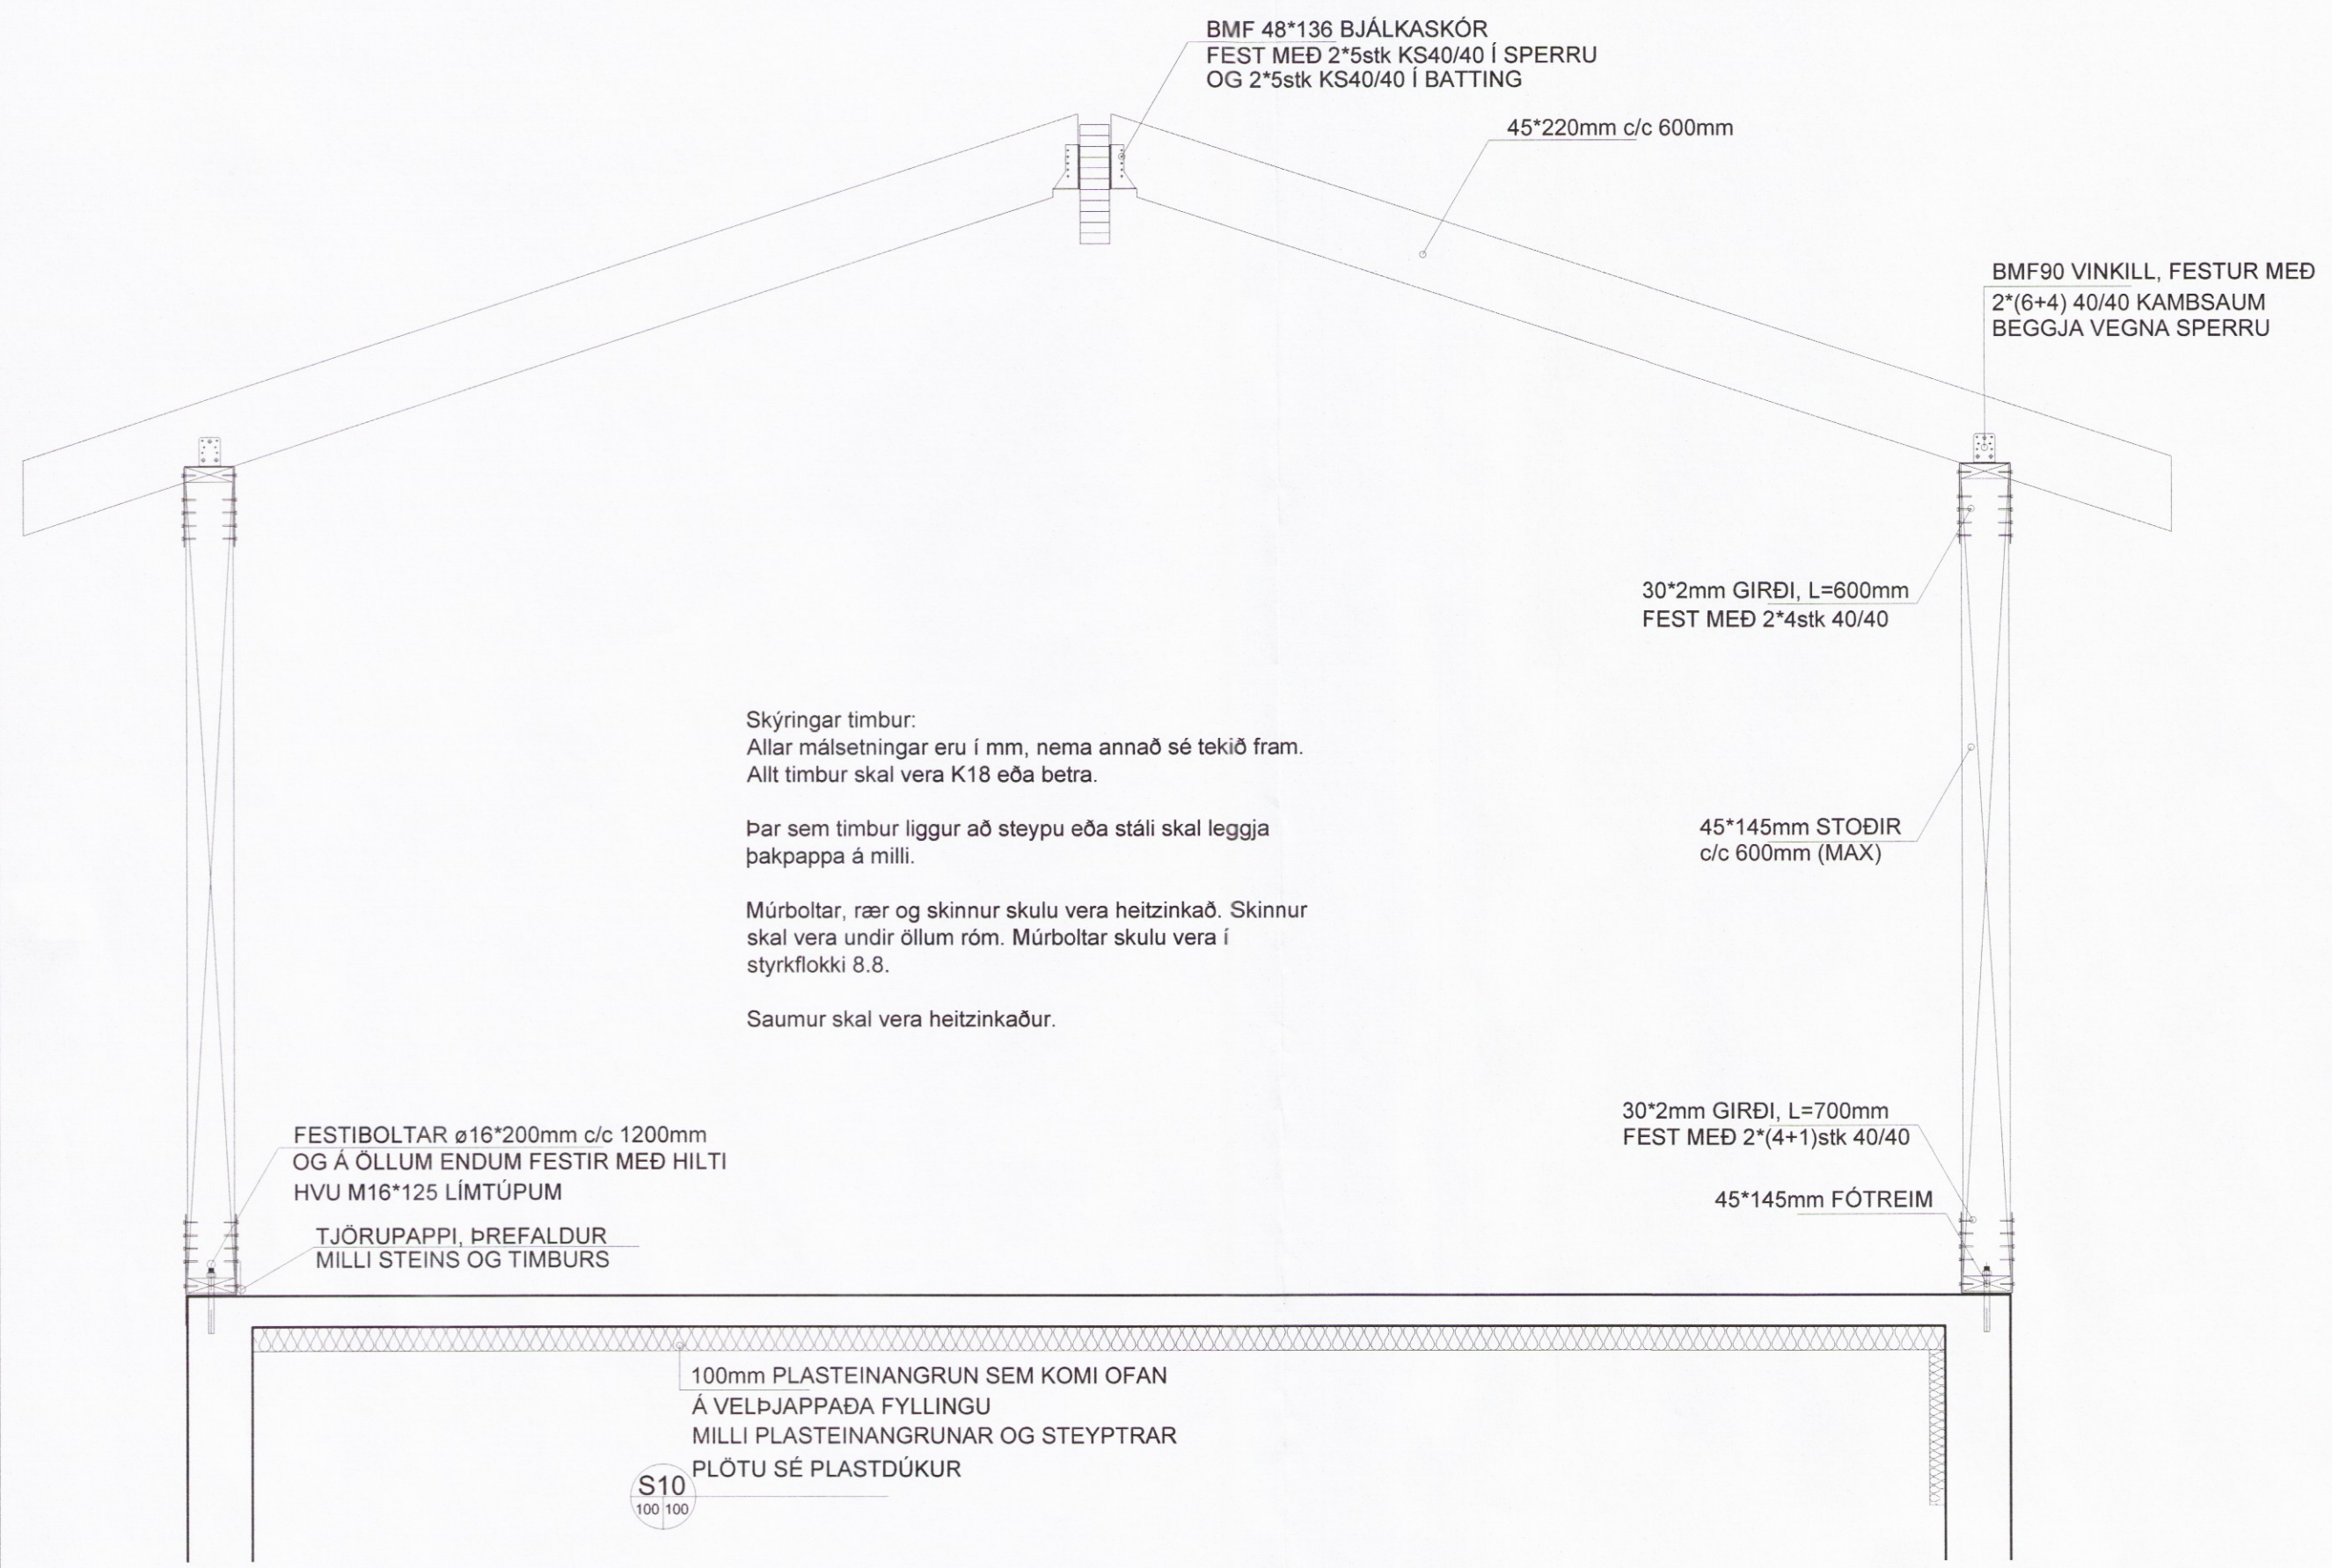 BMF 48*136 BJÁLKASKÓR
FEST MEÐ 2*5stk KS40/40 Í SPERRU
OG 2*5stk KS40/40 Í BATTING
45*220mm c/c 600mm
BMF90 VINKILL, FESTUR MEÐ
2*(6+4) 40/40 KAMBSAUM
BEGGJA VEGNA SPERRU
30*2mm GIRÐI, L=600mm
FEST MEÐ 2*4stk 40/40
Skýringar timbur:
Allar málsetningar eru í mm, nema annað sé tekið fram.
Allt timbur skal vera K18 eða betra.
Þar sem timbur liggur að steypu eða stáli skal leggja
þakpappa á milli.
Múrboltar, rær og skinnur skulu vera heitzinkað. Skinnur
skal vera undir öllum róm. Múrboltar skulu vera í
styrkflokki 8.8.
Saumur skal vera heitzinkaður.
45*145mm STOÐIR
c/c 600mm (MAX)
FESTIBOLTAR ø16*200mm c/c 1200mm
OG Á ÖLLUM ENDUM FESTIR MEÐ HILTI
HVU M16*125 LÍMTÚPUM
TJÖRUPAPPI, ÞREFALDUR
MILLI STEINS OG TIMBURS
30*2mm GIRÐI, L=700mm
FEST MEÐ 2*(4+1)stk 40/40
45*145mm FÓTREIM
100mm PLASTEINANGRUN SEM KOMI OFAN
Á VELÞJAPPAÐA FYLLINGU
MILLI PLASTEINANGRUNAR OG STEYPTRAR
PLÖTU SÉ PLASTDÚKUR
S10
100 100